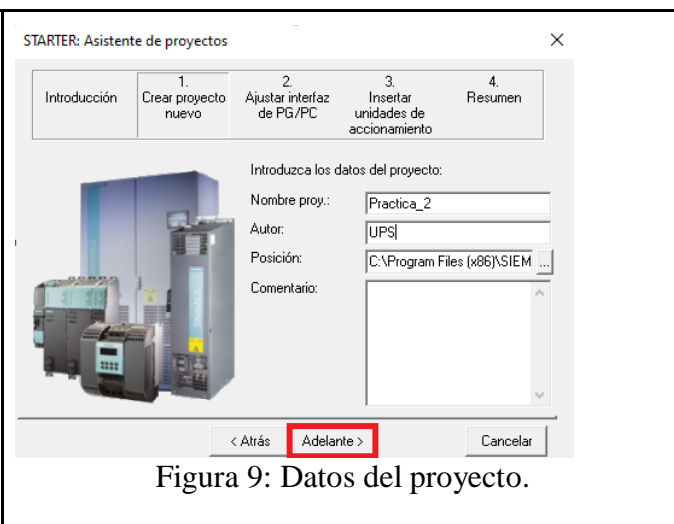 STARTER: Asistente de proyectos
Introducción
1.
Crear proyecto
nuevo
2.
Ajustar interfaz
de PG/PC
3.
Insertar
unidades de
accionamiento
4.
Resumen
Introduzca los datos del proyecto:
Nombre proy.: Practica_2
Autor: UPS
Posición: C:\Program Files (x86)\SIEM ...
Comentario:
< Atrás Adelante > Cancelar
Figura 9: Datos del proyecto.